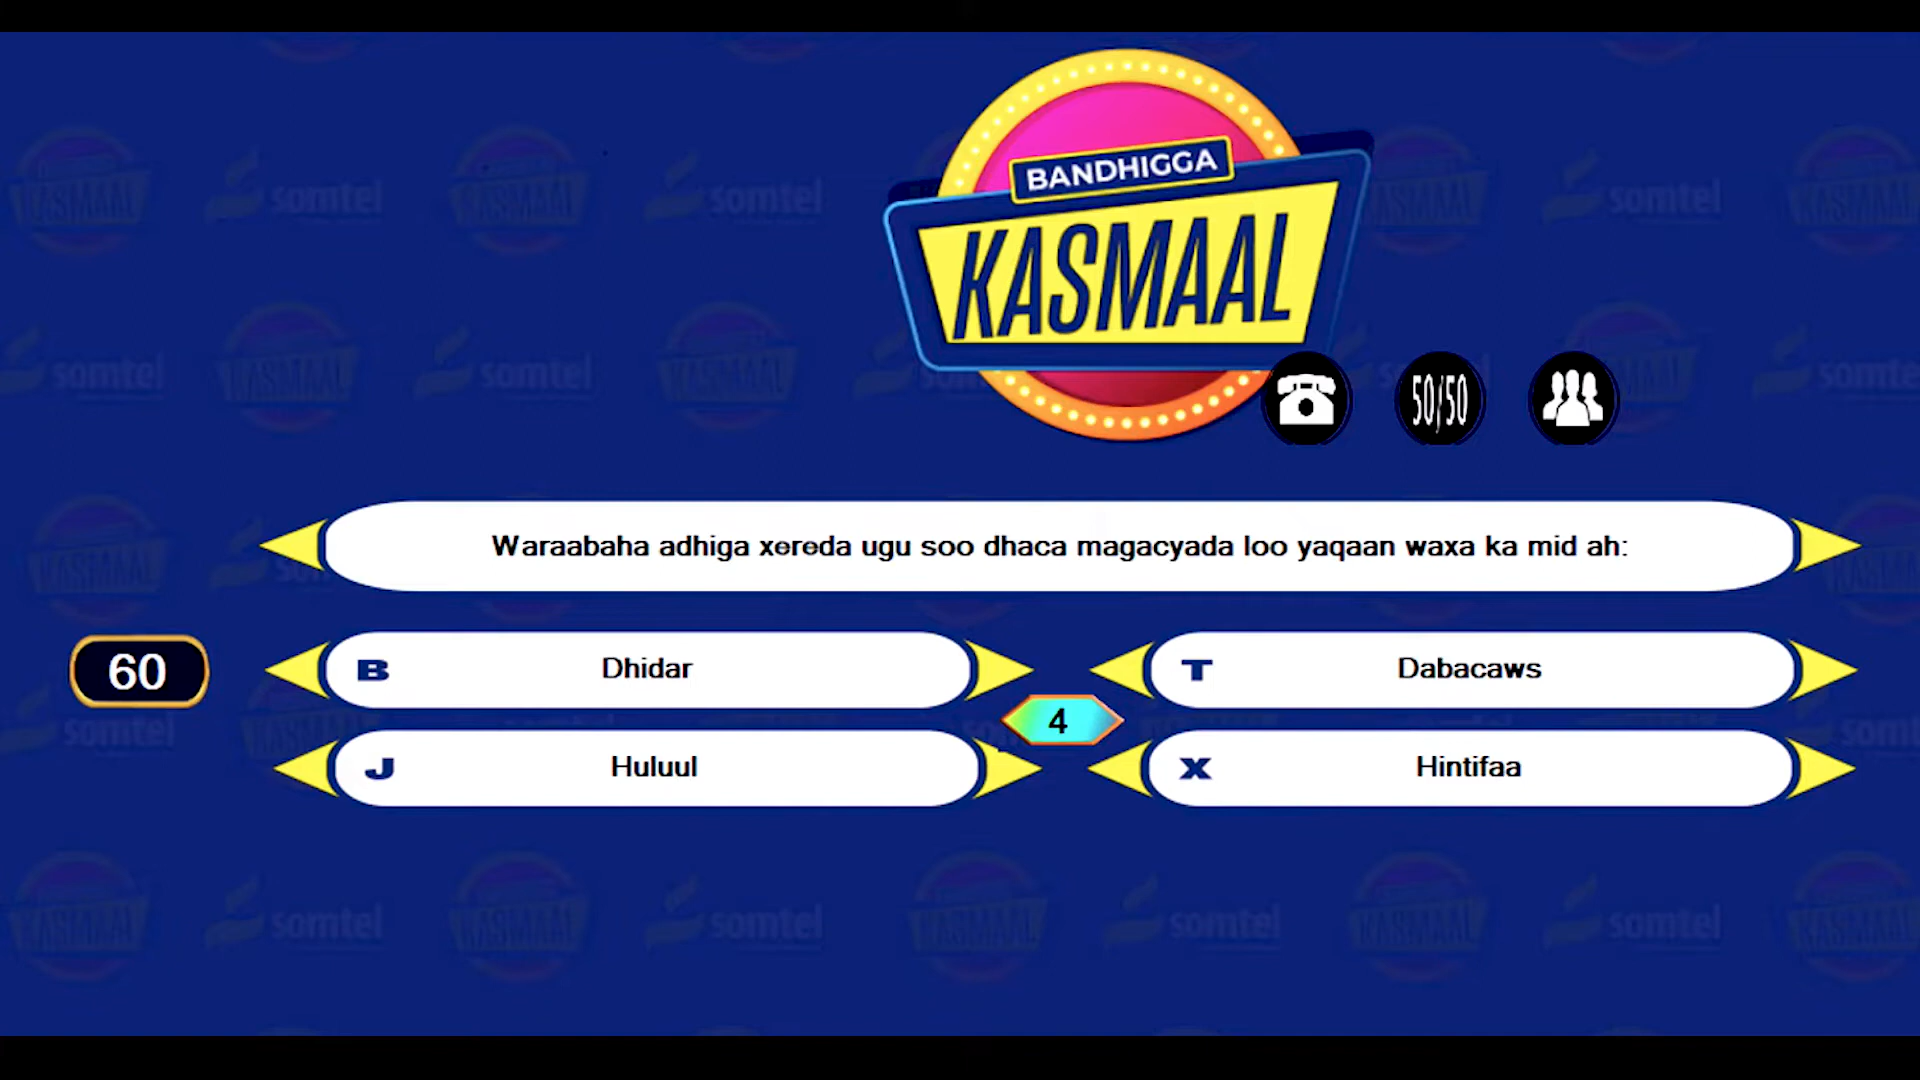 BANDHIGGA
KASMAAL
50/50
Waraabaha adhiga xereda ugu soo dhaca magacyada loo yaqaan waxa ka mid ah:
60
B Dhidar
T Dabacaws
4
J Huluul
X Hintifaa
somtel